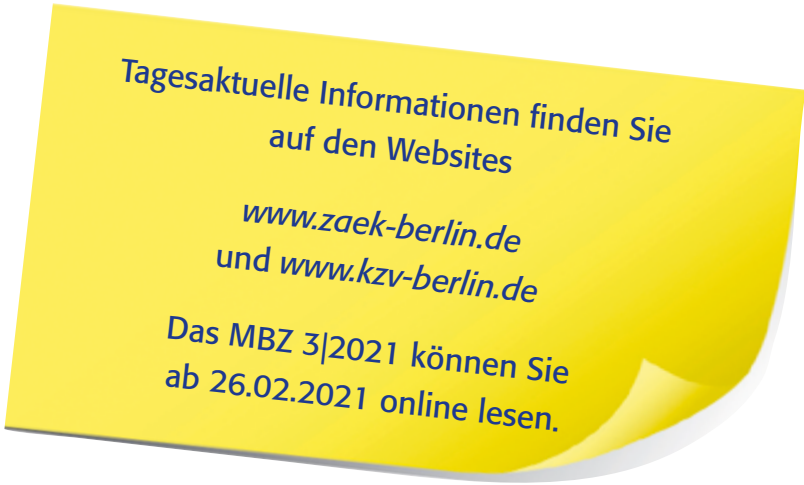 Tagesaktuelle Informationen finden Sie
auf den Websites
www.zaek-berlin.de
und www.kzv-berlin.de
Das MBZ 3|2021 können Sie
ab 26.02.2021 online lesen.